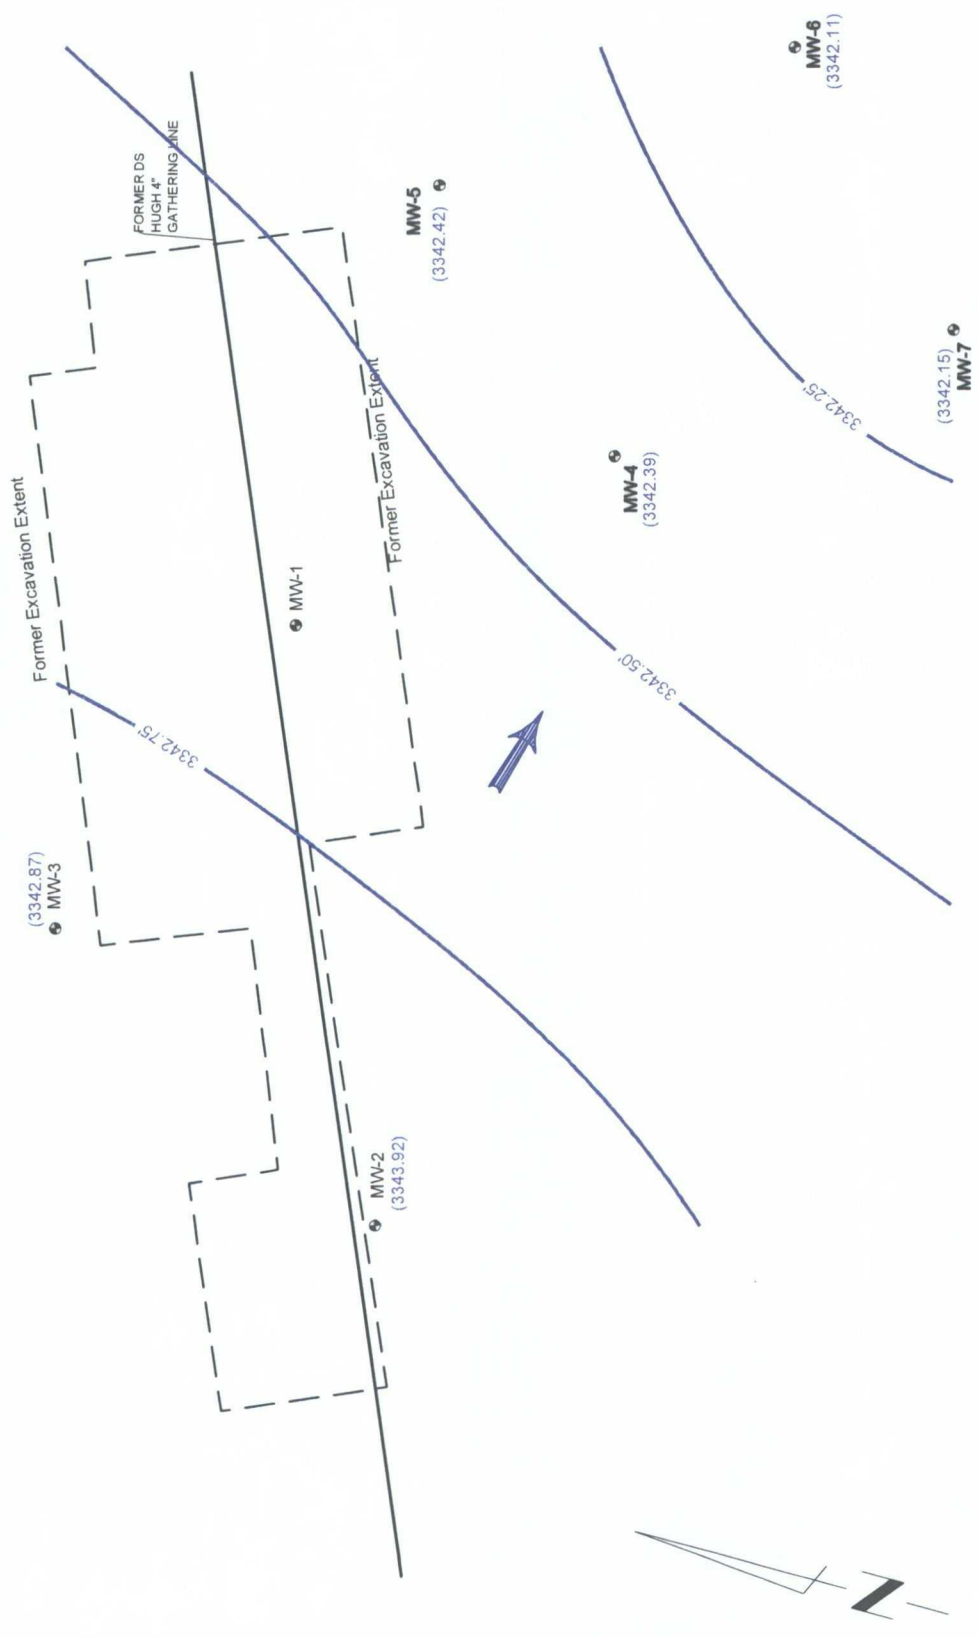 Former Excavation Extent
(3342.87)
MW-3
FORMER DS
HUGH 4"
GATHERING LINE
3342.75'
MW-1
Former Excavation Extent
MW-2
(3343.92)
MW-5
(3342.42)
MW-4
(3342.39)
3342.50'
MW-6
(3342.11)
3342.25'
(3342.15)
MW-7
N